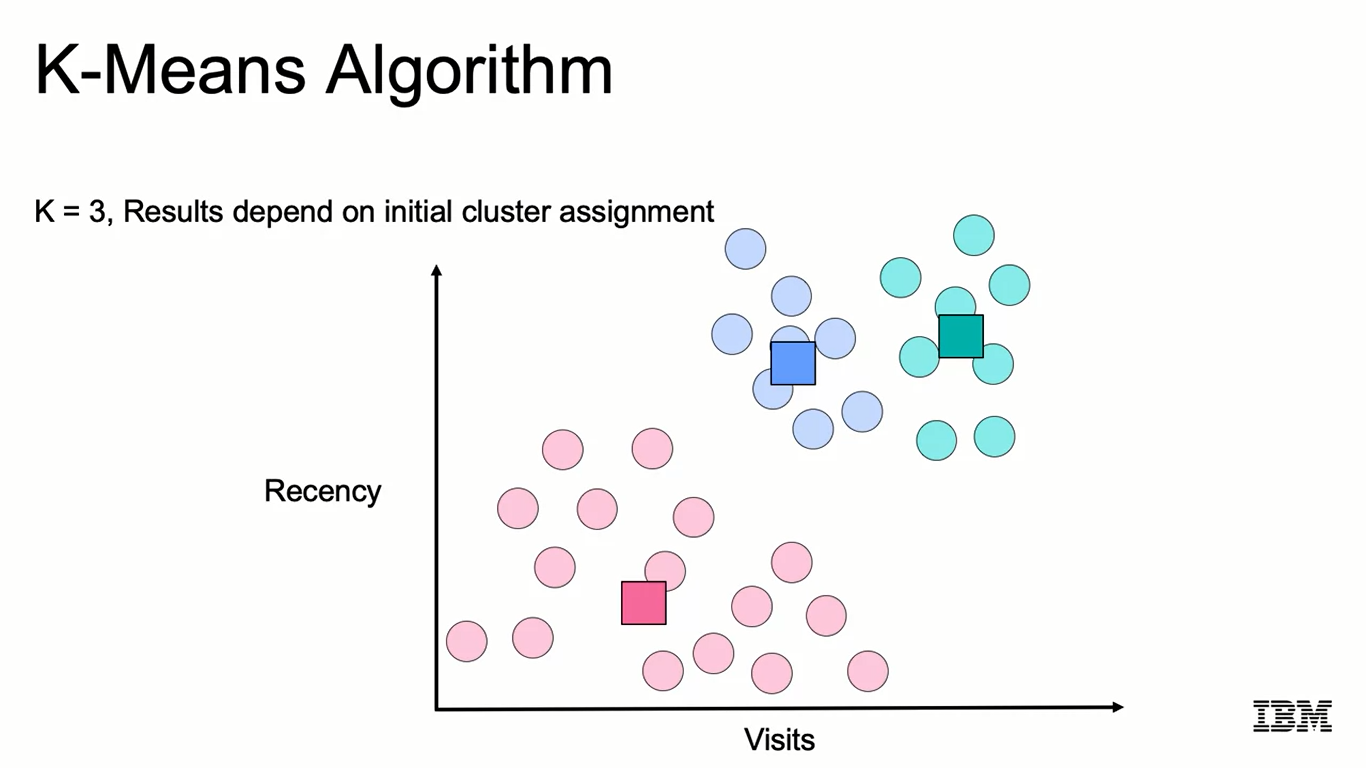 K-Means Algorithm
K = 3, Results depend on initial cluster assignment
Recency
Visits
IBM